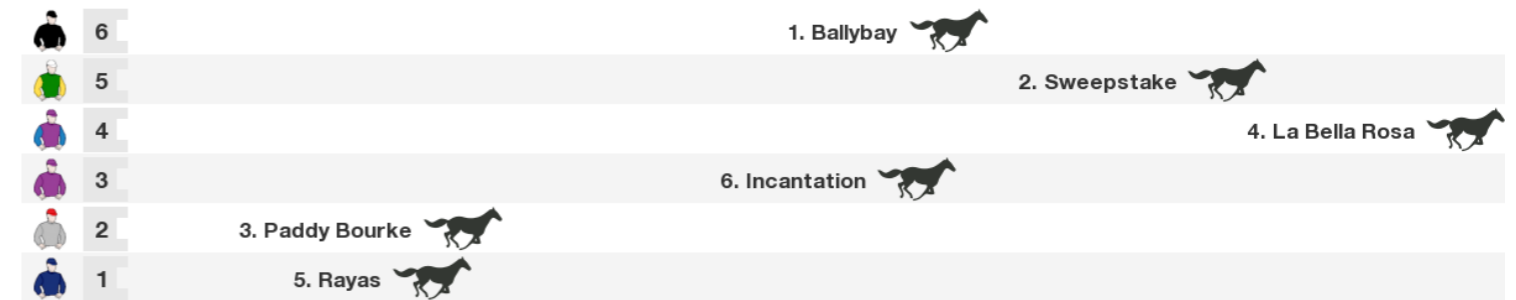 6 1. Ballybay
5 2. Sweepstake
4 4. La Bella Rosa
3 6. Incantation
2 3. Paddy Bourke
1 5. Rayas